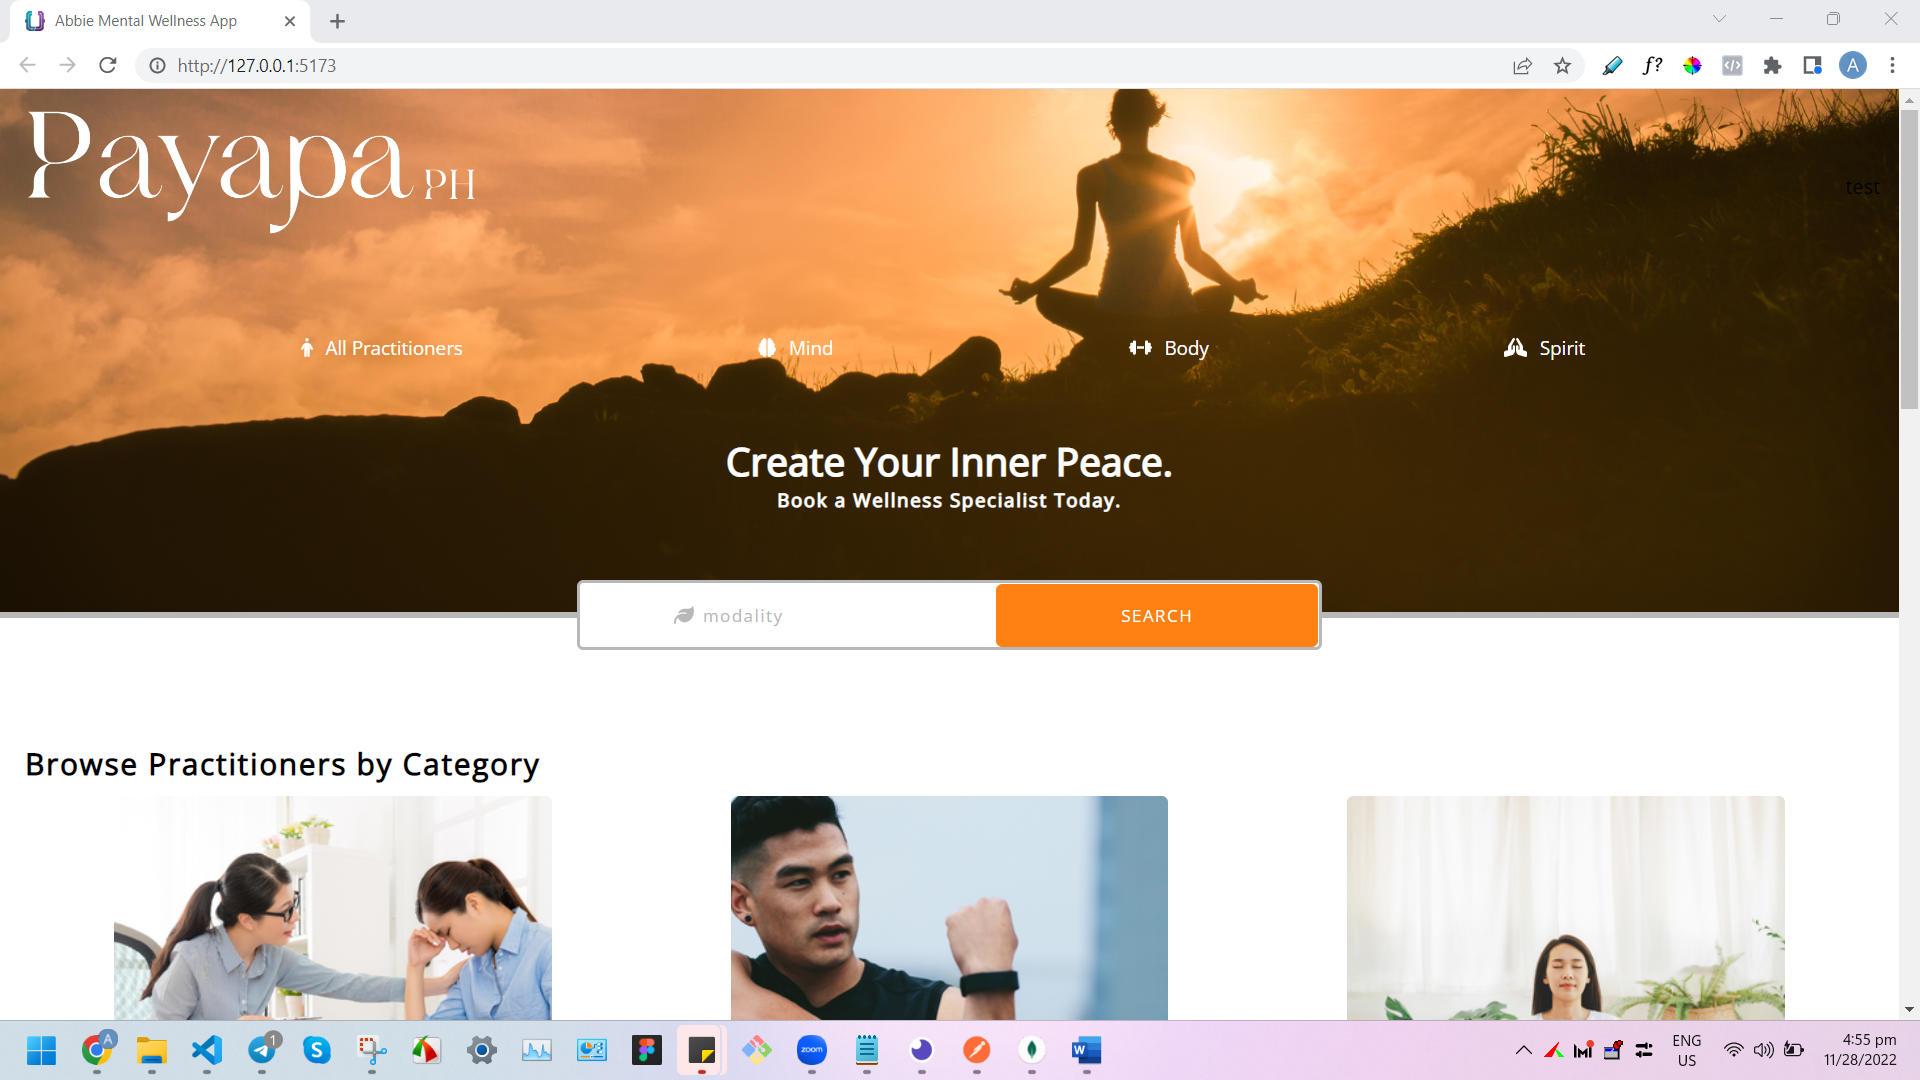 Abbie Mental Wellness App
http://127.0.0.1:5173
f?
A
Payapa PH
test
All Practitioners
Mind
Body
Spirit
Create Your Inner Peace.
Book a Wellness Specialist Today.
modality
SEARCH
Browse Practitioners by Category
A
1
S
zoom
W
ENG
US
4:55 pm
11/28/2022